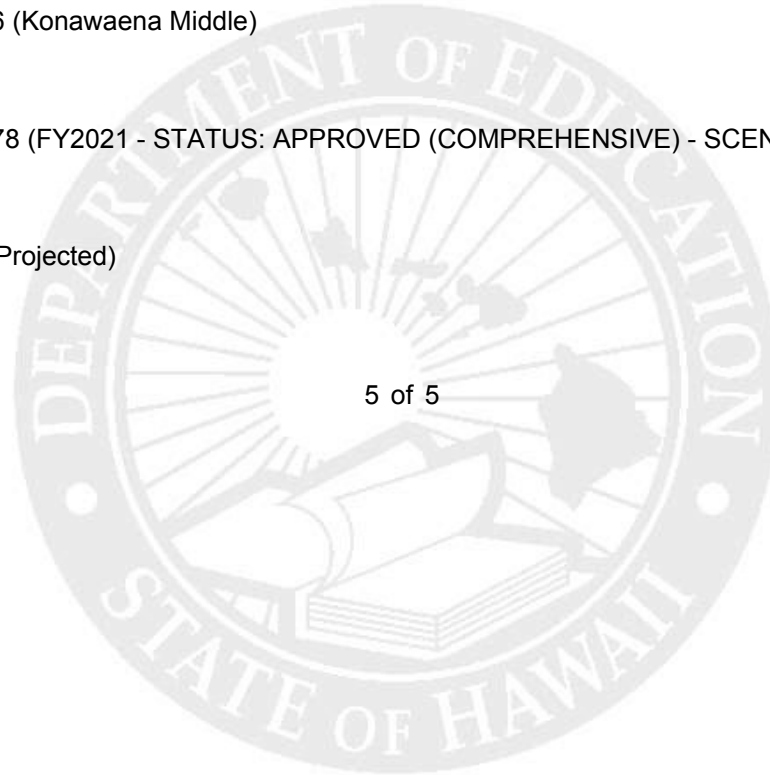 6 (Konawaena Middle)
78 (FY2021 - STATUS: APPROVED (COMPREHENSIVE) - SCEN
Projected)
5 of 5
DEPARTMENT OF EDUCATION
STATE OF HAWAII